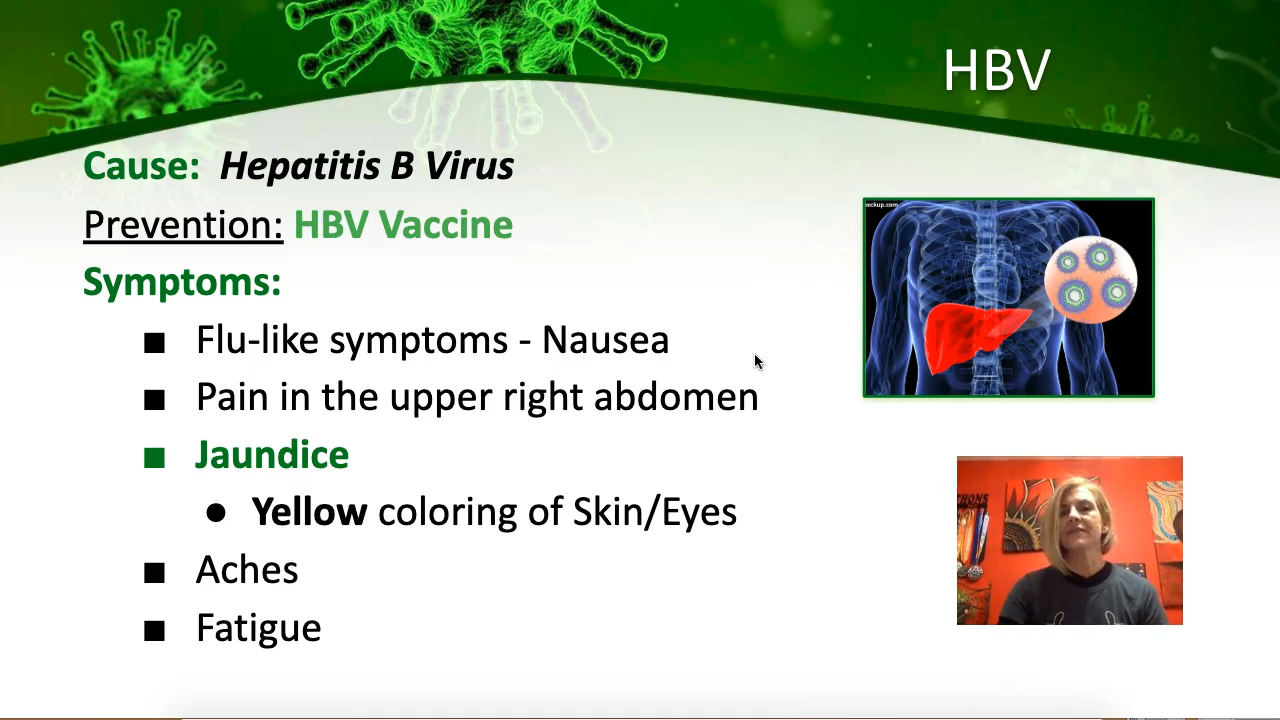 HBV
Cause: Hepatitis B Virus
Prevention: HBV Vaccine
Symptoms:
■ Flu-like symptoms - Nausea
■ Pain in the upper right abdomen
■ Jaundice
● Yellow coloring of Skin/Eyes
■ Aches
■ Fatigue